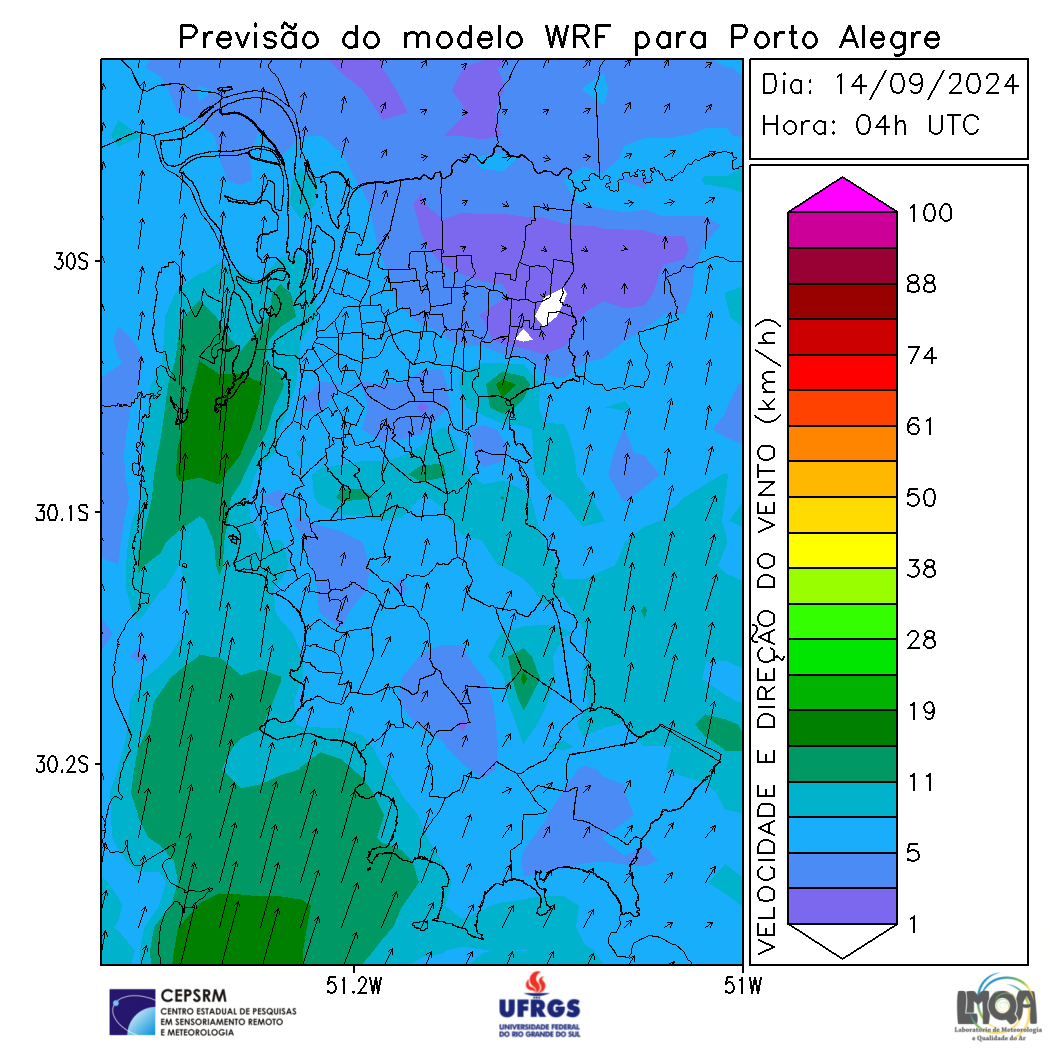 Previsão do modelo WRF para Porto Alegre
Dia: 14/09/2024
Hora: 04h UTC
30S
30.1S
30.2S
51.2W
51W
VELOCIDADE E DIREÇÃO DO VENTO (km/h)
100
88
74
61
50
38
28
19
11
5
1
CEPSRM
CENTRO ESTADUAL DE PESQUISAS
EM SENSORIAMENTO REMOTO
E METEOROLOGIA
UFRGS
UNIVERSIDADE FEDERAL
DO RIO GRANDE DO SUL
LMQA
Laboratório de Meteorologia
e Qualidade do Ar